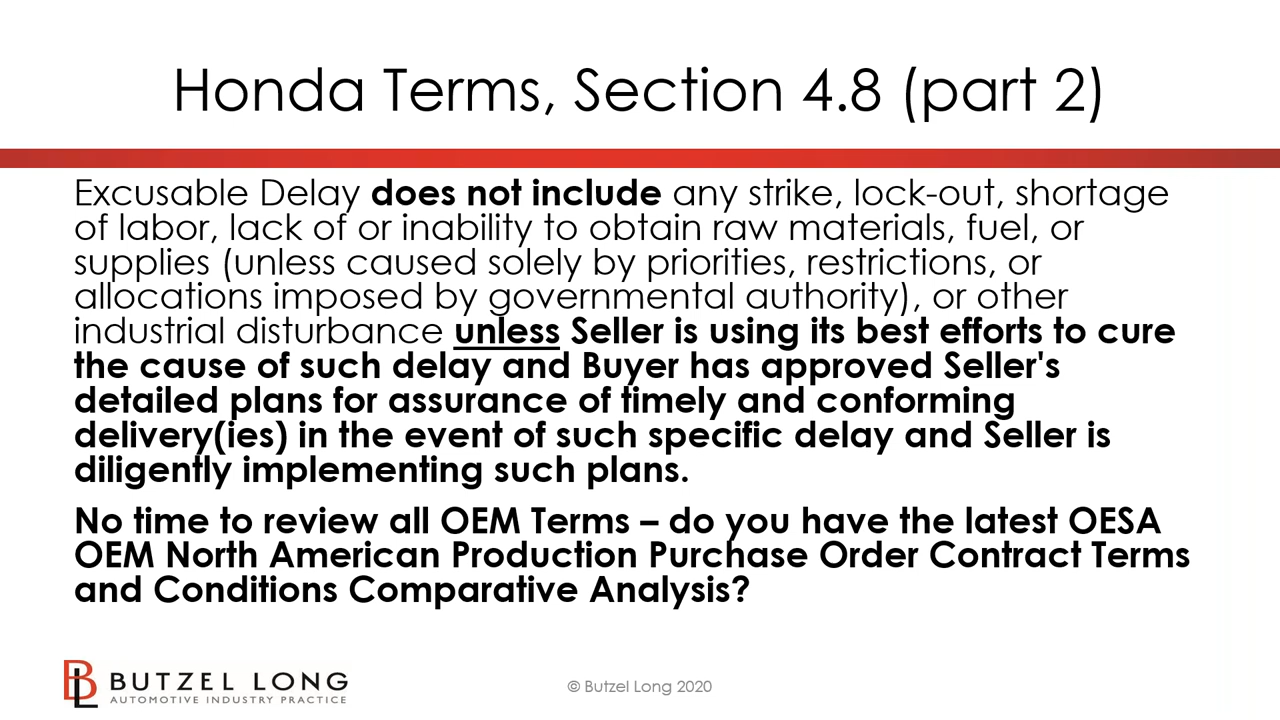 Honda Terms, Section 4.8 (part 2)
Excusable Delay does not include any strike, lock-out, shortage
of labor, lack of or inability to obtain raw materials, fuel, or
supplies (unless caused solely by priorities, restrictions, or
allocations imposed by governmental authority), or other
industrial disturbance unless Seller is using its best efforts to cure
the cause of such delay and Buyer has approved Seller's
detailed plans for assurance of timely and conforming
delivery(ies) in the event of such specific delay and Seller is
diligently implementing such plans.
No time to review all OEM Terms – do you have the latest OESA
OEM North American Production Purchase Order Contract Terms
and Conditions Comparative Analysis?
BL BUTZEL LONG
AUTOMOTIVE INDUSTRY PRACTICE
© Butzel Long 2020